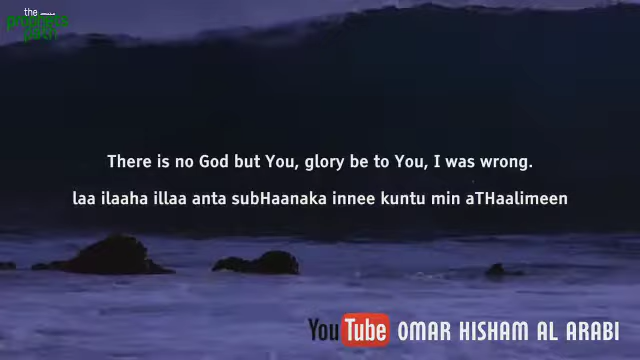 the
There is no God but You, glory be to You, I was wrong.
laa ilaaha illaa anta subHaanaka innee kuntu min aTHaalimeen
YouTube OMAR HISHAM AL ARABI